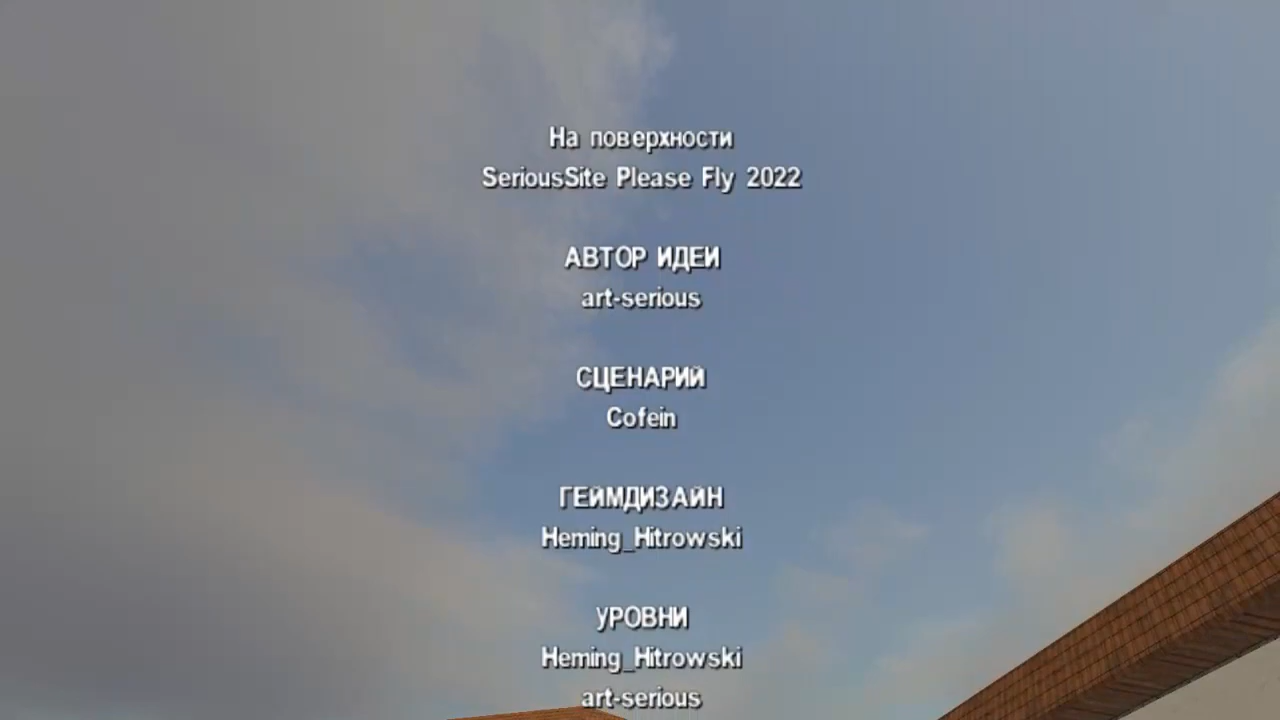 На поверхности
SeriousSite Please Fly 2022
АВТОР ИДЕИ
art-serious
СЦЕНАРИЙ
Cofein
ГЕЙМДИЗАЙН
Heming_Hitrowski
УРОВНИ
Heming_Hitrowski
art-serious